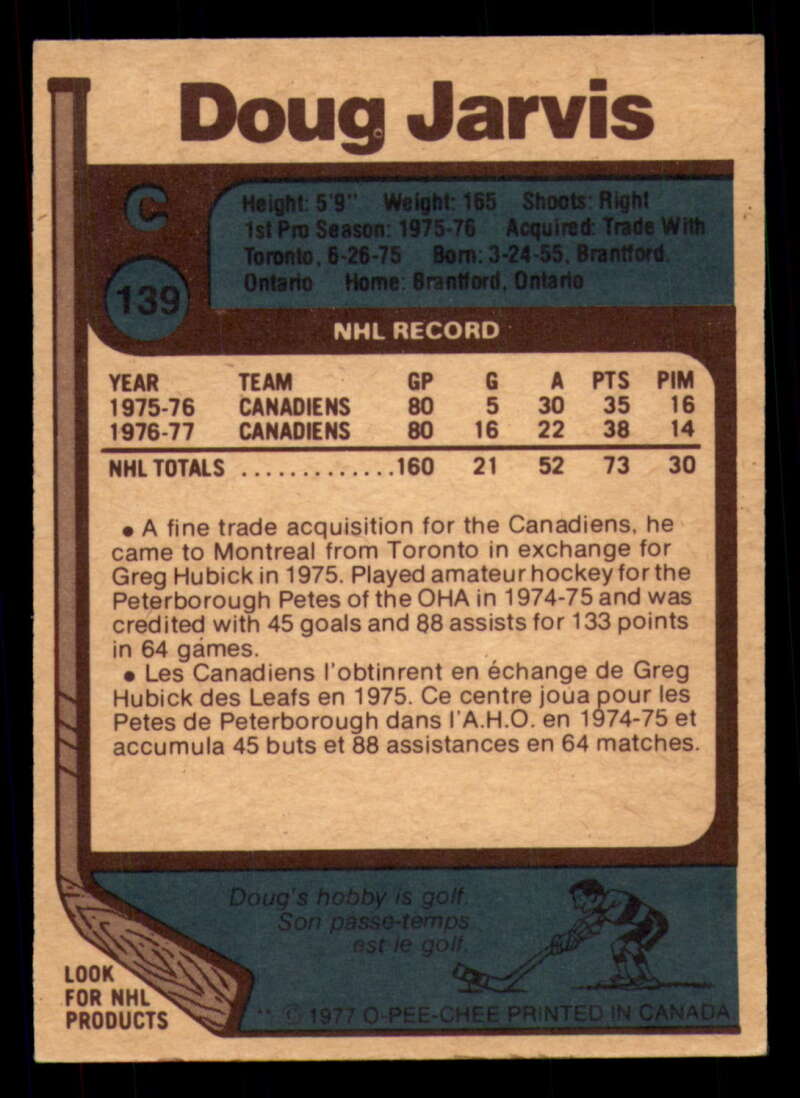 Doug Jarvis
C
139
Height: 5'9" Weight: 165 Shoots: Right
1st Pro Season: 1975-76 Acquired: Trade With
Toronto, 6-26-75 Born: 3-24-55, Brantford,
Ontario Home: Brantford, Ontario
NHL RECORD
YEAR TEAM GP G A PTS PIM
1975-76 CANADIENS 80 5 30 35 16
1976-77 CANADIENS 80 16 22 38 14
NHL TOTALS .............160 21 52 73 30
• A fine trade acquisition for the Canadiens, he
came to Montreal from Toronto in exchange for
Greg Hubick in 1975. Played amateur hockey for the
Peterborough Petes of the OHA in 1974-75 and was
credited with 45 goals and 88 assists for 133 points
in 64 games.
• Les Canadiens l'obtinrent en échange de Greg
Hubick des Leafs en 1975. Ce centre joua pour les
Petes de Peterborough dans l'A.H.O. en 1974-75 et
accumula 45 buts et 88 assistances en 64 matches.
Doug's hobby is golf.
Son passe-temps
est le golf.
LOOK
FOR NHL
PRODUCTS
** © 1977 O-PEE-CHEE PRINTED IN CANADA